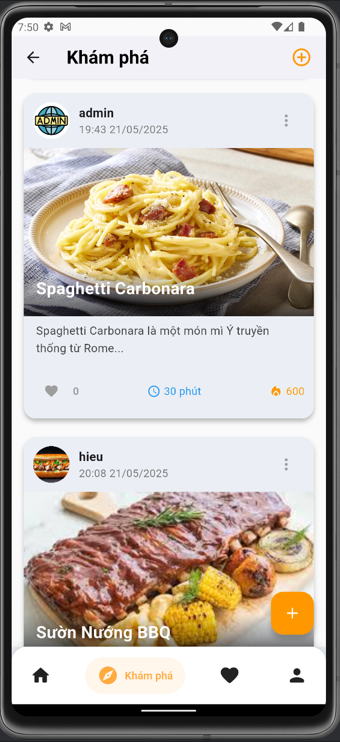 7:50
Khám phá
admin
ADMIN
19:43 21/05/2025
Spaghetti Carbonara
Spaghetti Carbonara là một món mì Ý truyền
thống từ Rome...
0
30 phút
600
hieu
20:08 21/05/2025
Sườn Nướng BBQ
Khám phá